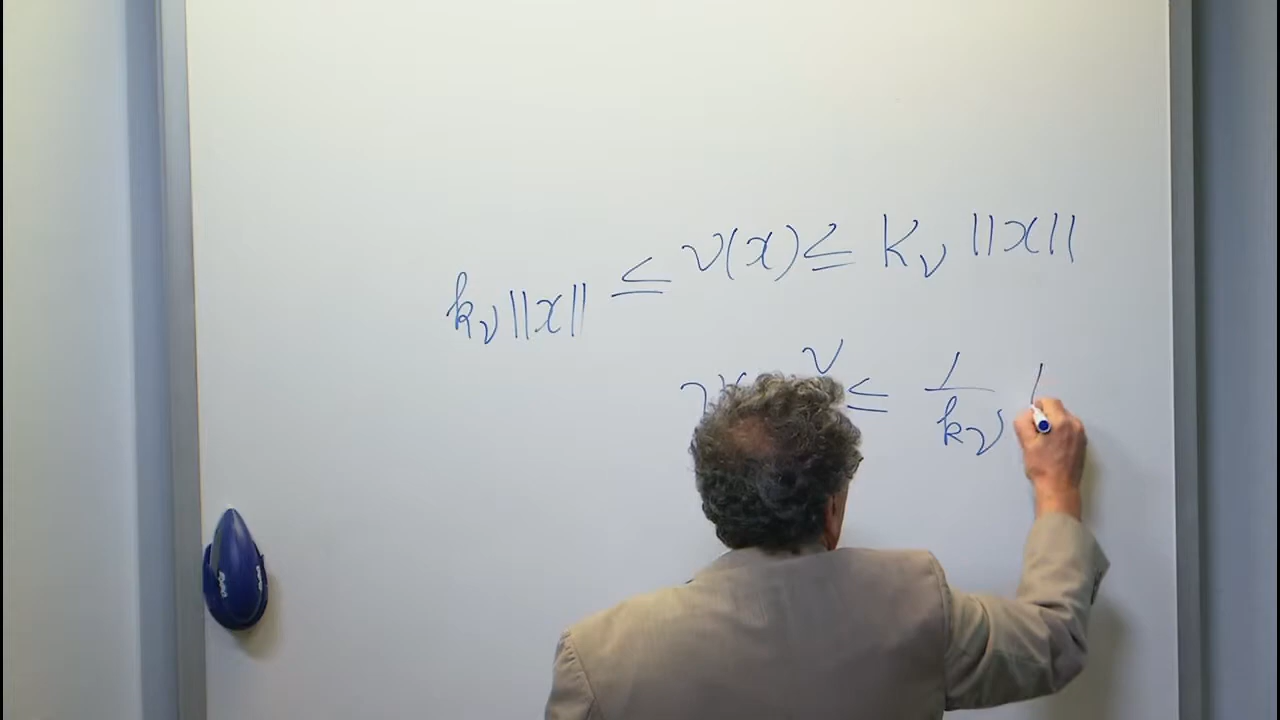 k_ν ||x|| ≤ ν(x) ≤ K_ν ||x||
ν ≤ 1/k_ν |